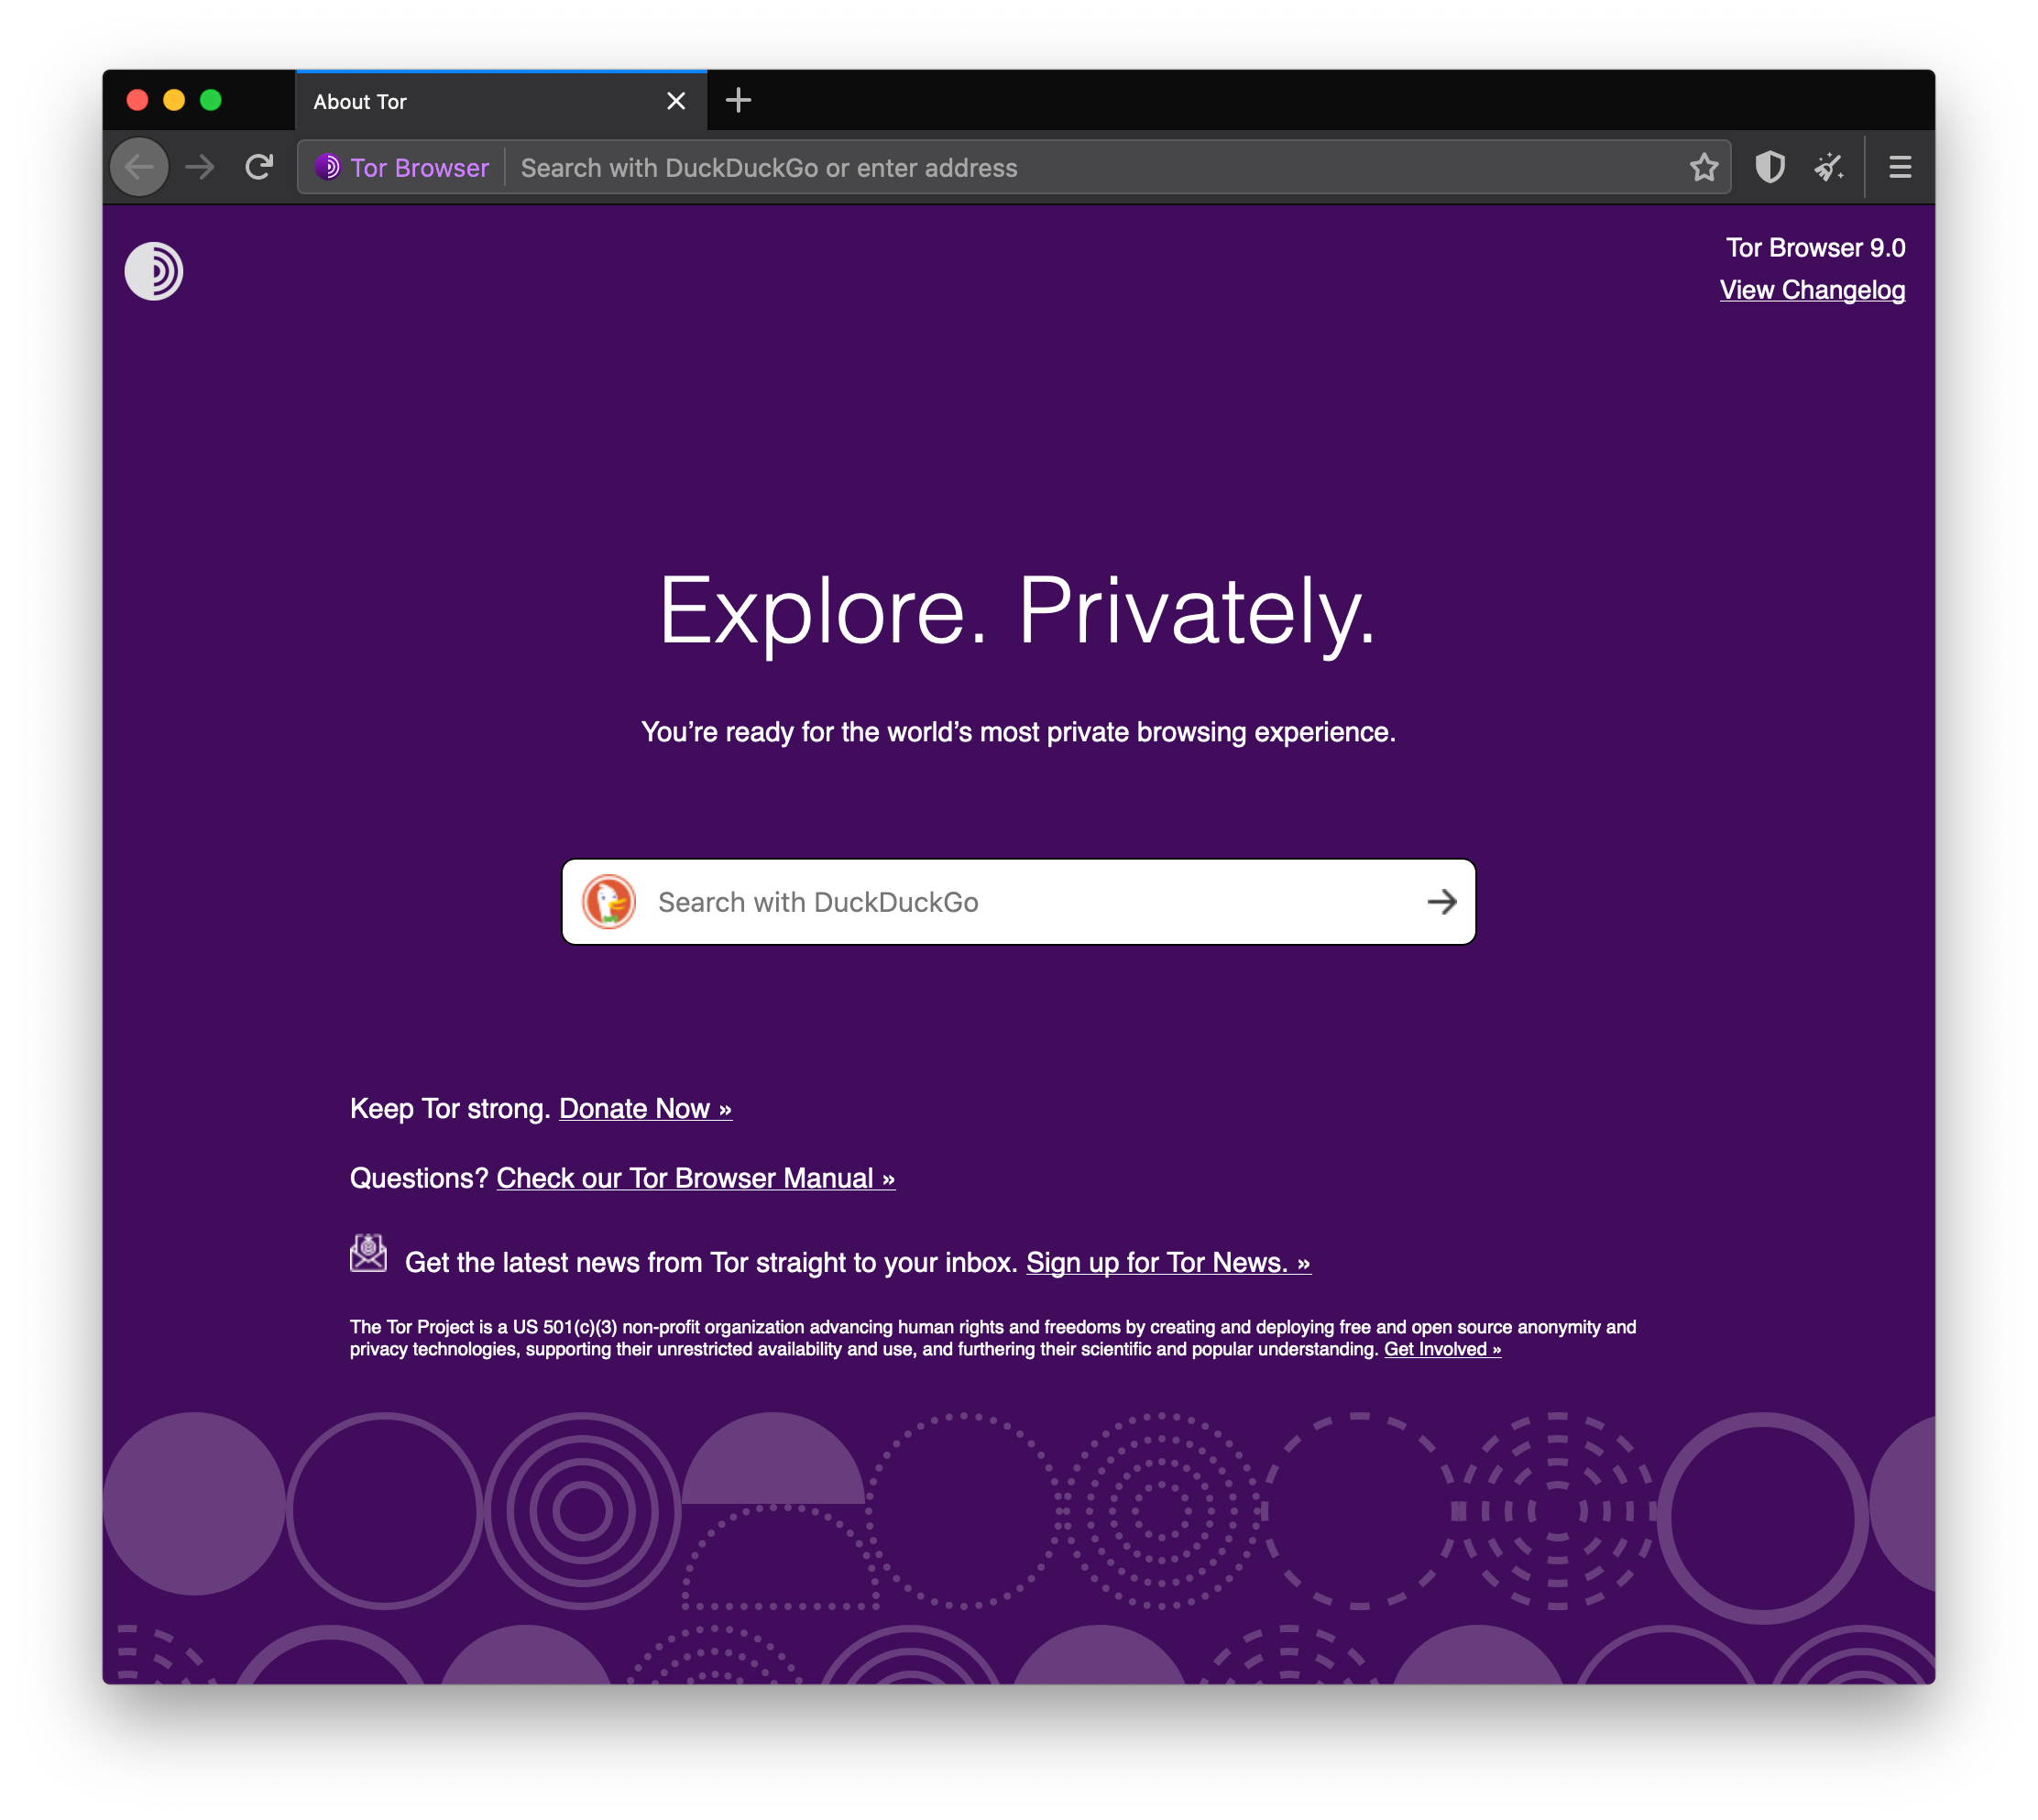 About Tor
Tor Browser Search with DuckDuckGo or enter address
Tor Browser 9.0
View Changelog
Explore. Privately.
You’re ready for the world’s most private browsing experience.
Search with DuckDuckGo
Keep Tor strong. Donate Now »
Questions? Check our Tor Browser Manual »
Get the latest news from Tor straight to your inbox. Sign up for Tor News. »
The Tor Project is a US 501(c)(3) non-profit organization advancing human rights and freedoms by creating and deploying free and open source anonymity and
privacy technologies, supporting their unrestricted availability and use, and furthering their scientific and popular understanding. Get Involved »